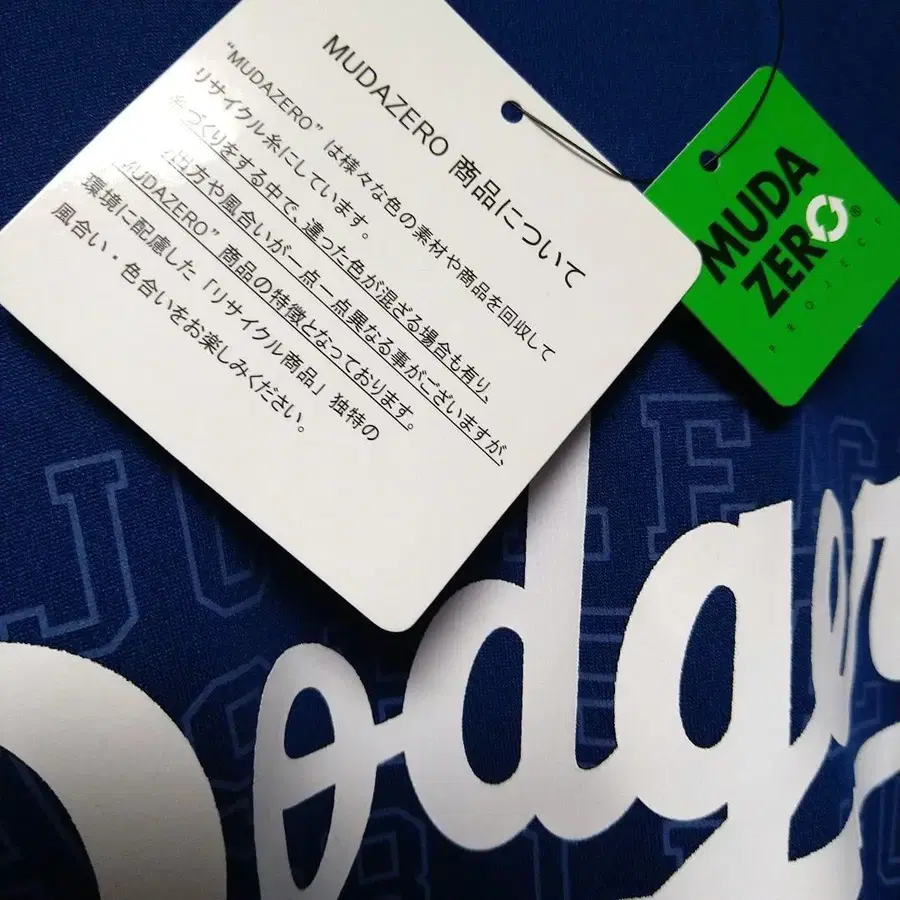 MUDAZERO 商品について
“MUDAZERO” は様々な色の素材や商品を回収して
リサイクル糸にしています。
糸づくりをする中で、違った色が混ざる場合も有り、
出方や風合いが一点一点異なる事がございますが、
“MUDAZERO” 商品の特徴となっております。
環境に配慮した「リサイクル商品」独特の
風合い・色合いをお楽しみください。
MUDA
ZERO®
PROJECT
Dodgers